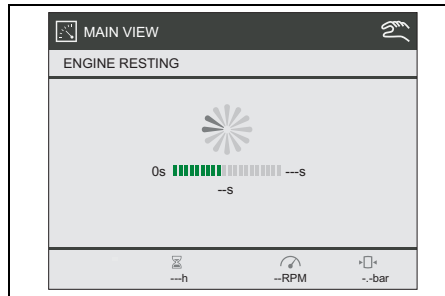 MAIN VIEW
ENGINE RESTING
0s ---s
--s
---h --RPM -.-bar